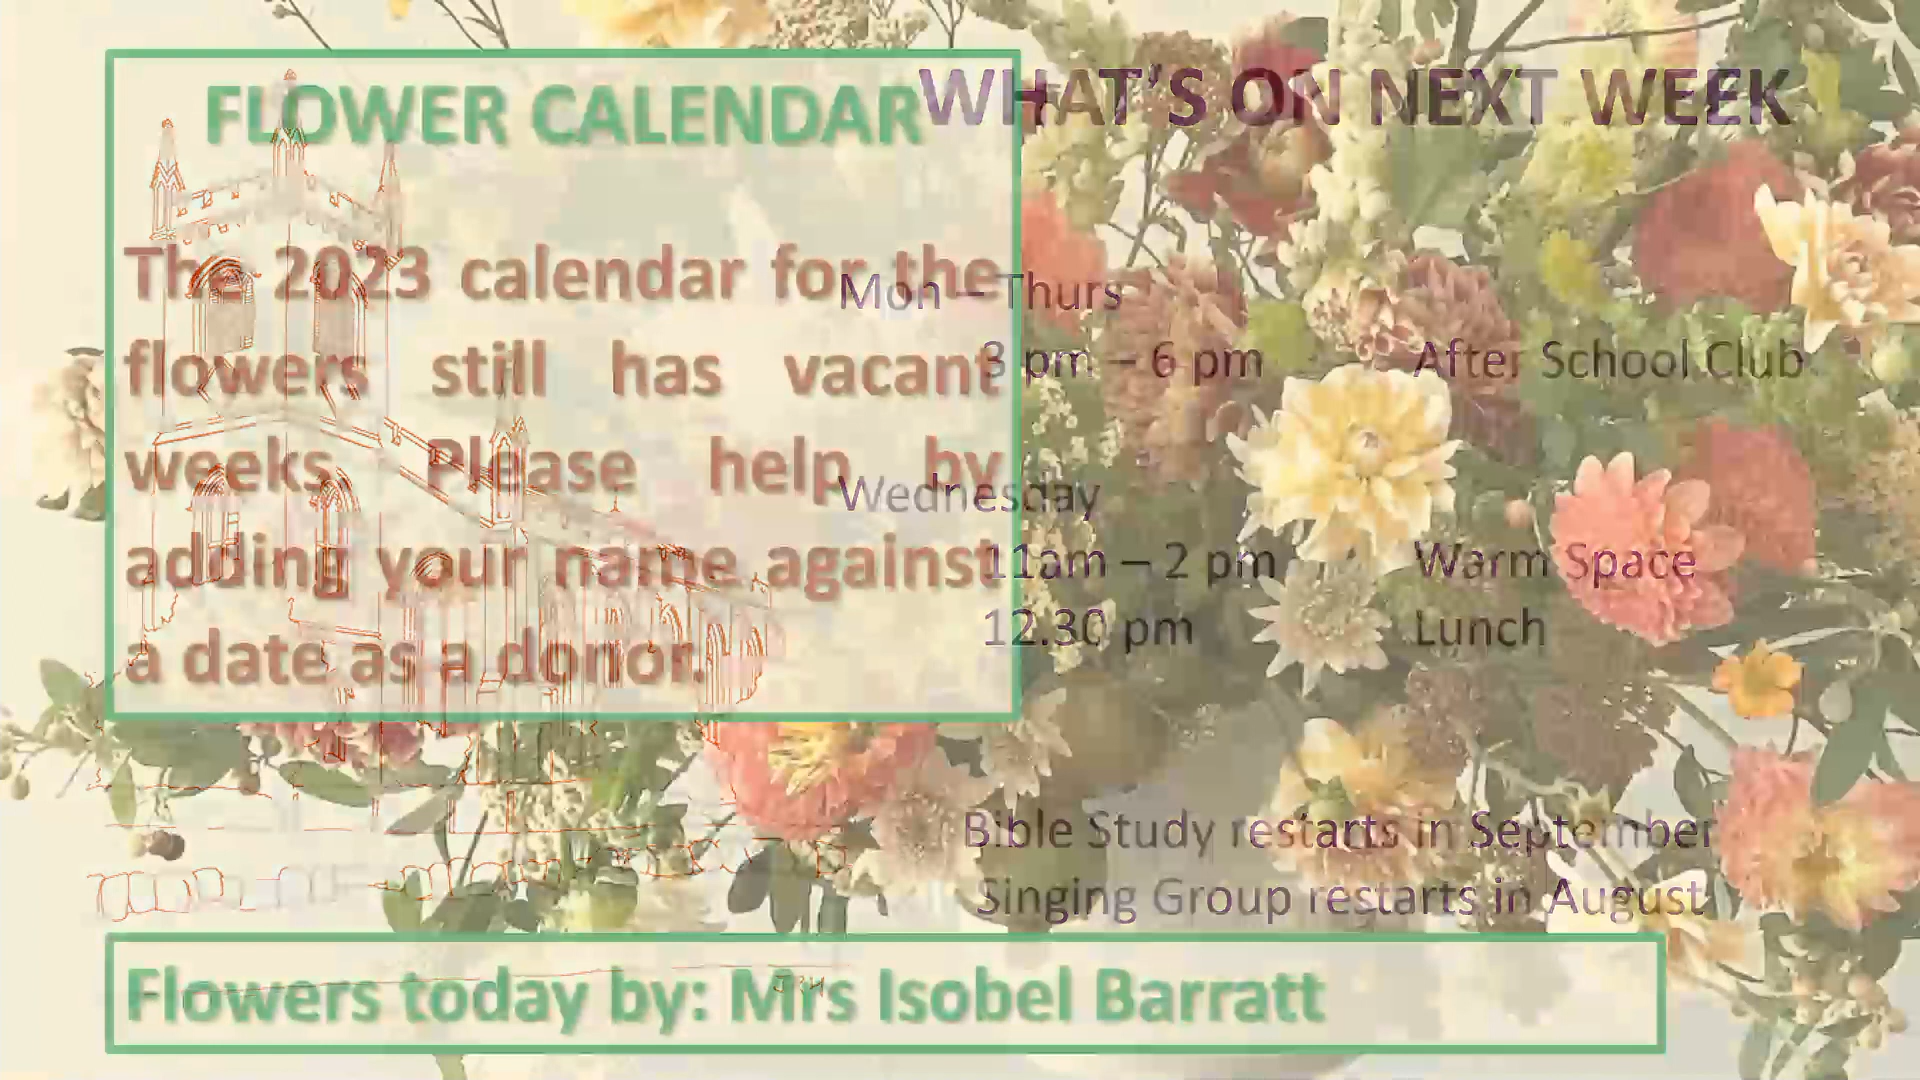 FLOWER CALENDAR
The 2023 calendar for the
flowers still has vacant
weeks. Please help by
adding your name against
a date as a donor.
Flowers today by: Mrs Isobel Barratt
WHAT'S ON NEXT WEEK
Mon – Thurs
3 pm – 6 pm After School Club
Wednesday
11am – 2 pm Warm Space
12.30 pm Lunch
Bible Study restarts in September
Singing Group restarts in August